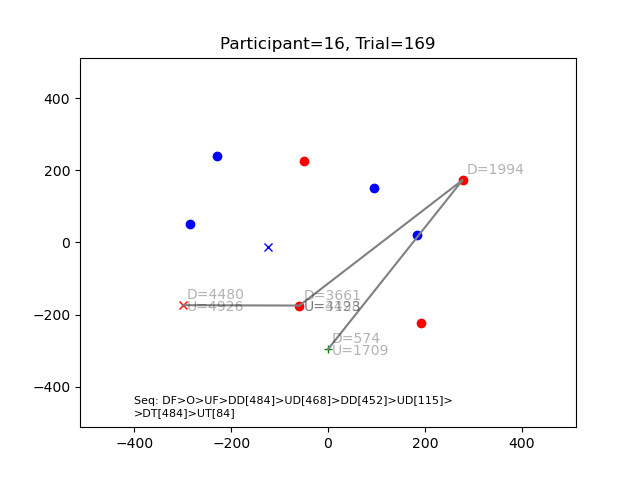 Participant=16, Trial=169
400
200
0
−200
−400
D=1994
D=4480
U=4926
D=3661
D=574
U=1709
Seq: DF>O>UF>DD[484]>UD[468]>DD[452]>UD[115]>
>DT[484]>UT[84]
−400
−200
0
200
400